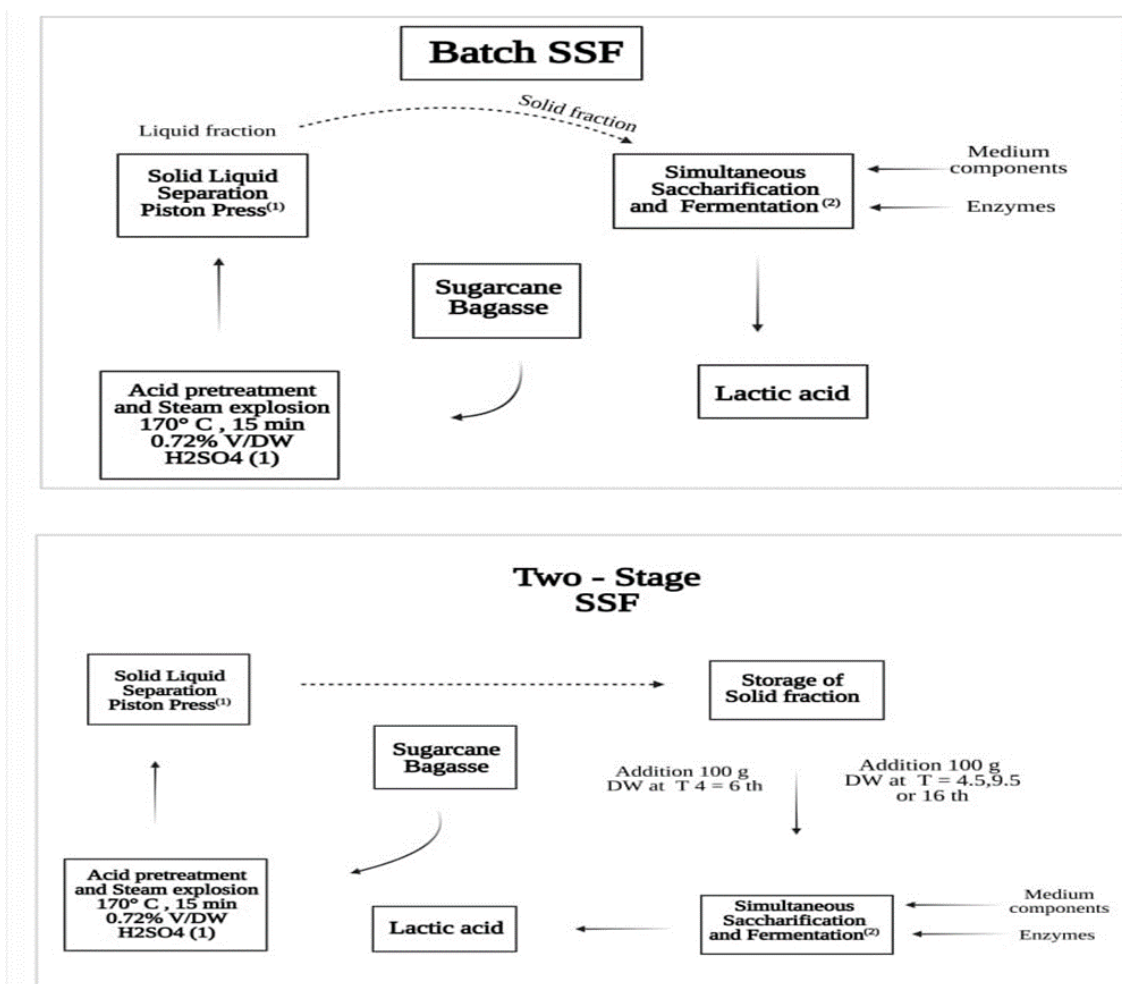 Batch SSF
Liquid fraction
Solid fraction
Solid Liquid
Separation
Piston Press(1)
Simultaneous
Saccharification
and Fermentation (2)
Medium
components
Enzymes
Sugarcane
Bagasse
Acid pretreatment
and Steam explosion
170° C , 15 min
0.72% V/DW
H2SO4 (1)
Lactic acid
Two - Stage
SSF
Solid Liquid
Separation
Piston Press(1)
Storage of
Solid fraction
Sugarcane
Bagasse
Addition 100 g
DW at T 4 = 6 th
Addition 100 g
DW at T = 4.5,9.5
or 16 th
Acid pretreatment
and Steam explosion
170° C , 15 min
0.72% V/DW
H2SO4 (1)
Lactic acid
Simultaneous
Saccharification
and Fermentation(2)
Medium
components
Enzymes